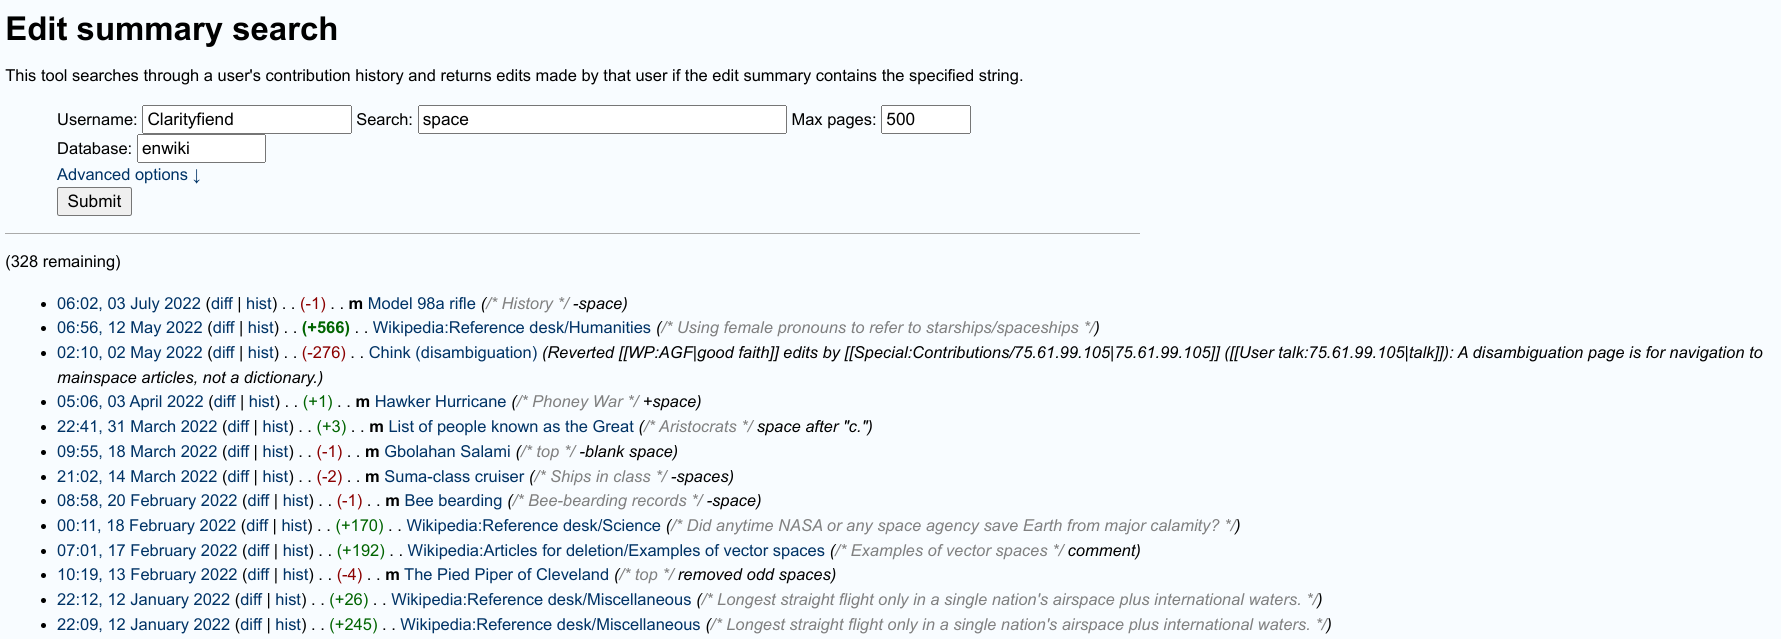 Edit summary search
This tool searches through a user's contribution history and returns edits made by that user if the edit summary contains the specified string.
Username: Clarityfiend Search: space Max pages: 500
Database: enwiki
Advanced options ↓
Submit
(328 remaining)
• 06:02, 03 July 2022 (diff | hist) . . (-1) . . m Model 98a rifle (/* History */ -space)
• 06:56, 12 May 2022 (diff | hist) . . (+566) . . Wikipedia:Reference desk/Humanities (/* Using female pronouns to refer to starships/spaceships */)
• 02:10, 02 May 2022 (diff | hist) . . (-276) . . Chink (disambiguation) (Reverted [[WP:AGF|good faith]] edits by [[Special:Contributions/75.61.99.105|75.61.99.105]] ([[User talk:75.61.99.105|talk]]): A disambiguation page is for navigation to
mainspace articles, not a dictionary.)
• 05:06, 03 April 2022 (diff | hist) . . (+1) . . m Hawker Hurricane (/* Phoney War */ +space)
• 22:41, 31 March 2022 (diff | hist) . . (+3) . . m List of people known as the Great (/* Aristocrats */ space after "c.")
• 09:55, 18 March 2022 (diff | hist) . . (-1) . . m Gbolahan Salami (/* top */ -blank space)
• 21:02, 14 March 2022 (diff | hist) . . (-2) . . m Suma-class cruiser (/* Ships in class */ -spaces)
• 08:58, 20 February 2022 (diff | hist) . . (-1) . . m Bee bearding (/* Bee-bearding records */ -space)
• 00:11, 18 February 2022 (diff | hist) . . (+170) . . Wikipedia:Reference desk/Science (/* Did anytime NASA or any space agency save Earth from major calamity? */)
• 07:01, 17 February 2022 (diff | hist) . . (+192) . . Wikipedia:Articles for deletion/Examples of vector spaces (/* Examples of vector spaces */ comment)
• 10:19, 13 February 2022 (diff | hist) . . (-4) . . m The Pied Piper of Cleveland (/* top */ removed odd spaces)
• 22:12, 12 January 2022 (diff | hist) . . (+26) . . Wikipedia:Reference desk/Miscellaneous (/* Longest straight flight only in a single nation's airspace plus international waters. */)
• 22:09, 12 January 2022 (diff | hist) . . (+245) . . Wikipedia:Reference desk/Miscellaneous (/* Longest straight flight only in a single nation's airspace plus international waters. */)